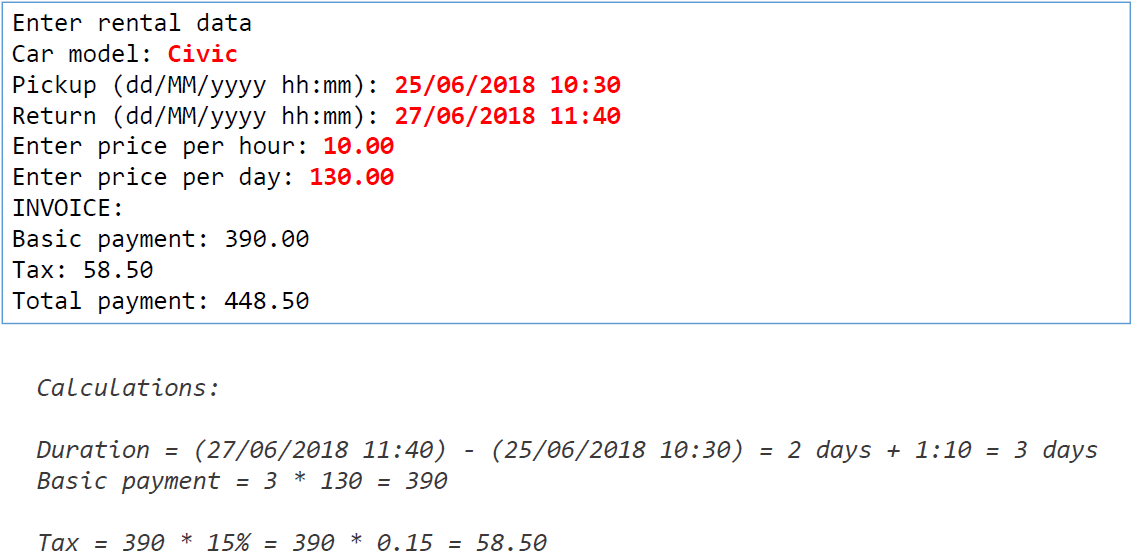 Enter rental data
Car model: Civic
Pickup (dd/MM/yyyy hh:mm): 25/06/2018 10:30
Return (dd/MM/yyyy hh:mm): 27/06/2018 11:40
Enter price per hour: 10.00
Enter price per day: 130.00
INVOICE:
Basic payment: 390.00
Tax: 58.50
Total payment: 448.50
Calculations:
Duration = (27/06/2018 11:40) - (25/06/2018 10:30) = 2 days + 1:10 = 3 days
Basic payment = 3 * 130 = 390
Tax = 390 * 15% = 390 * 0.15 = 58.50